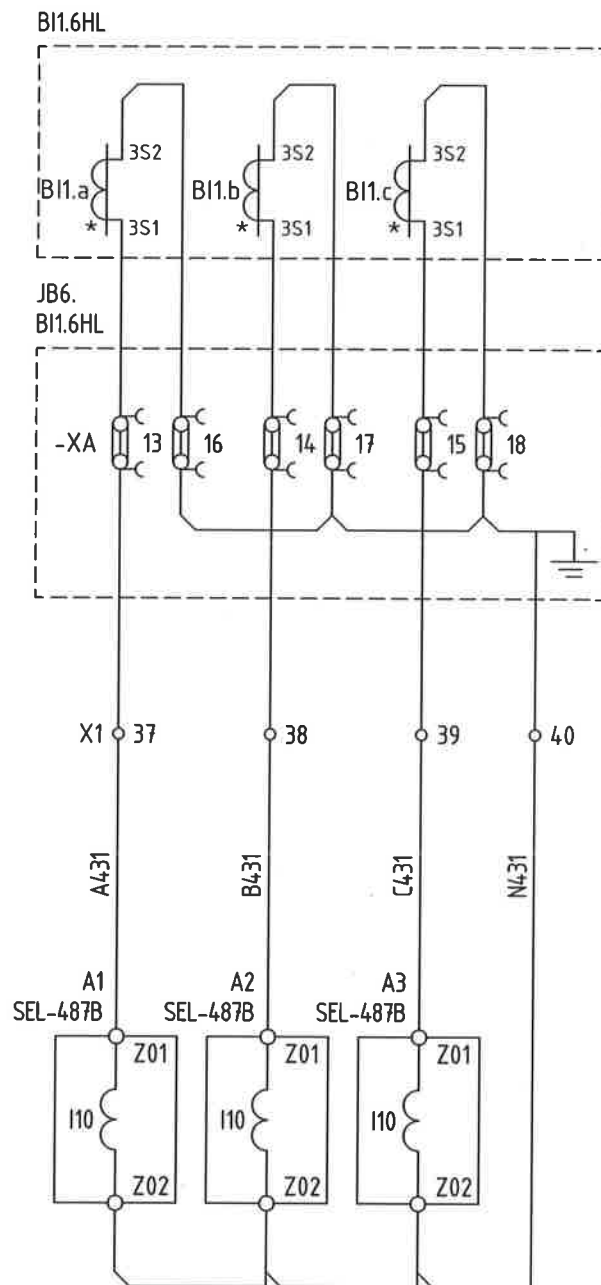 BI1.6HL
3S2 3S2 3S2
BI1.a BI1.b BI1.c
* 3S1 * 3S1 * 3S1
JB6.
BI1.6HL
-XA 13 16 14 17 15 18
X1 37 38 39 40
A431 B431 C431 N431
A1 A2 A3
SEL-487B SEL-487B SEL-487B
Z01 Z01 Z01
I10 I10 I10
Z02 Z02 Z02